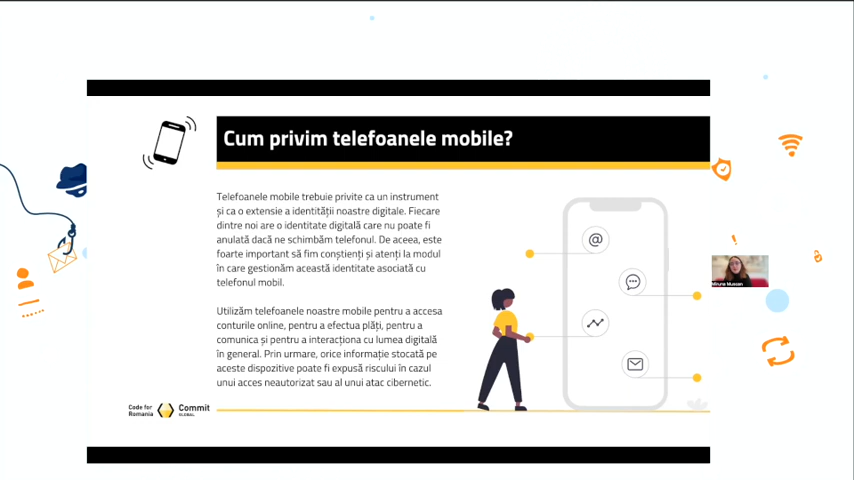 Cum privim telefoanele mobile?
Telefoanele mobile trebuie privite ca un instrument
și ca o extensie a identității noastre digitale. Fiecare
dintre noi are o identitate digitală care nu poate fi
anulată dacă ne schimbăm telefonul. De aceea, este
foarte important să fim conștienți și atenți la modul
în care gestionăm această identitate asociată cu
telefonul mobil.
Utilizăm telefoanele noastre mobile pentru a accesa
conturile online, pentru a efectua plăți, pentru a
comunica și pentru a interacționa cu lumea digitală
în general. Prin urmare, orice informație stocată pe
aceste dispozitive poate fi expusă riscului în cazul
unui acces neautorizat sau al unui atac cibernetic.
@
Code for
Romania
Commit
GLOBAL